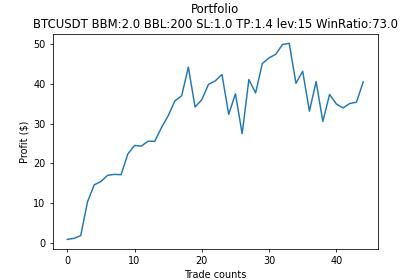 Portfolio
BTCUSDT BBM:2.0 BBL:200 SL:1.0 TP:1.4 lev:15 WinRatio:73.0
50
40
30
20
10
0
Profit ($)
0 10 20 30 40
Trade counts